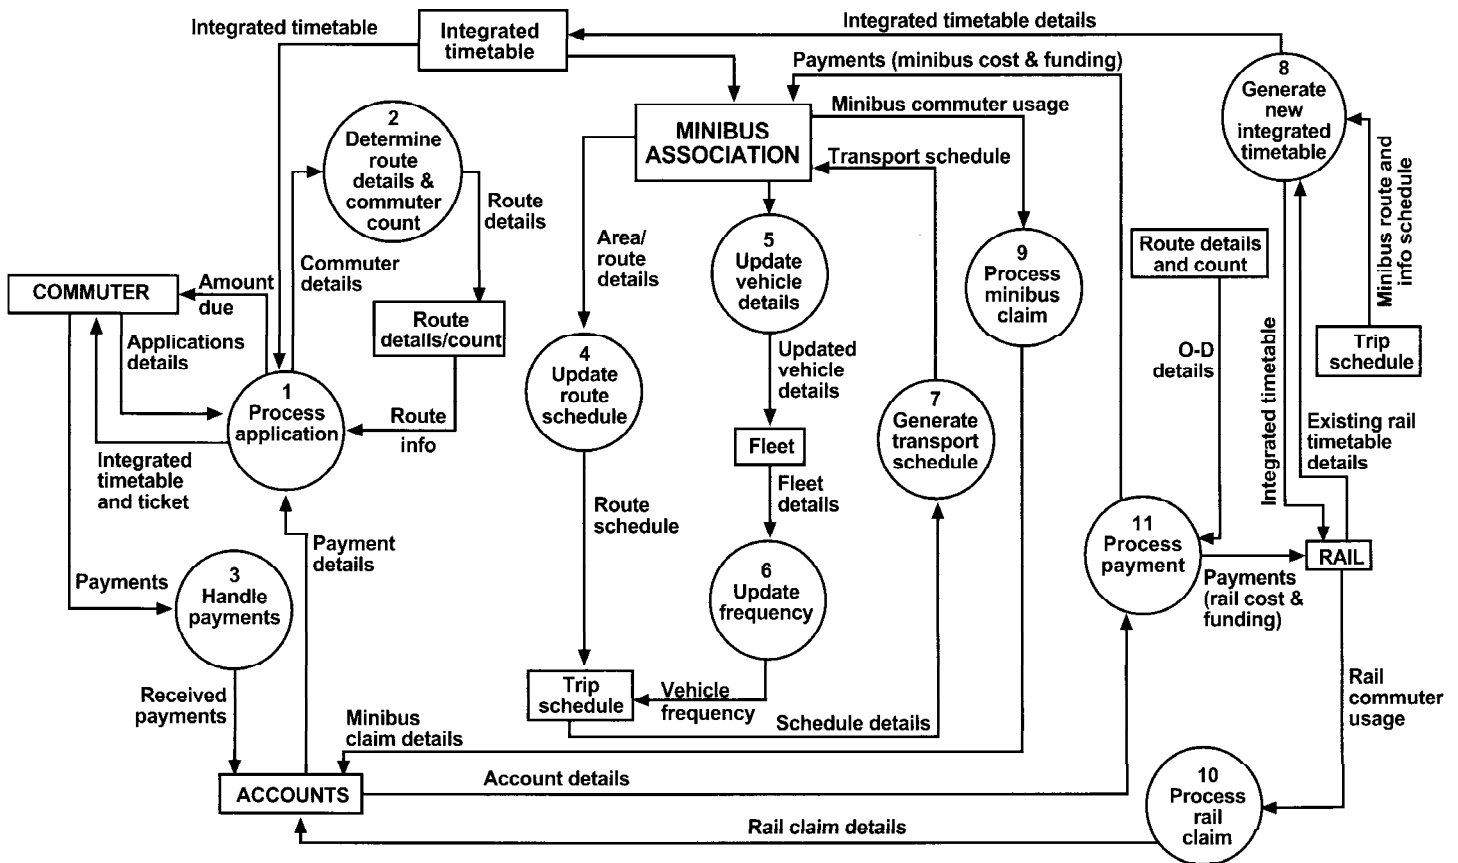 Integrated timetable
Integrated
timetable
Integrated timetable details
Payments (minibus cost & funding)
8
Generate
new
integrated
timetable
2
Determine
route
details &
commuter
count
MINIBUS
ASSOCIATION
Minibus commuter usage
Transport schedule
Minibus route and
info schedule
Route
details
Area/
route
details
5
Update
vehicle
details
9
Process
minibus
claim
Route details
and count
Commuter
details
COMMUTER
Amount
due
Applications
details
Route
details/count
Trip
schedule
O-D
details
Integrated timetable
Existing rail
timetable
details
4
Update
route
schedule
Updated
vehicle
details
7
Generate
transport
schedule
1
Process
application
Route
info
Fleet
Fleet
details
Integrated
timetable
and ticket
Route
schedule
11
Process
payment
RAIL
Payments
(rail cost &
funding)
Payment
details
Payments
3
Handle
payments
6
Update
frequency
Trip
schedule
Vehicle
frequency
Schedule details
Rail
commuter
usage
Received
payments
Minibus
claim details
ACCOUNTS
Account details
10
Process
rail
claim
Rail claim details